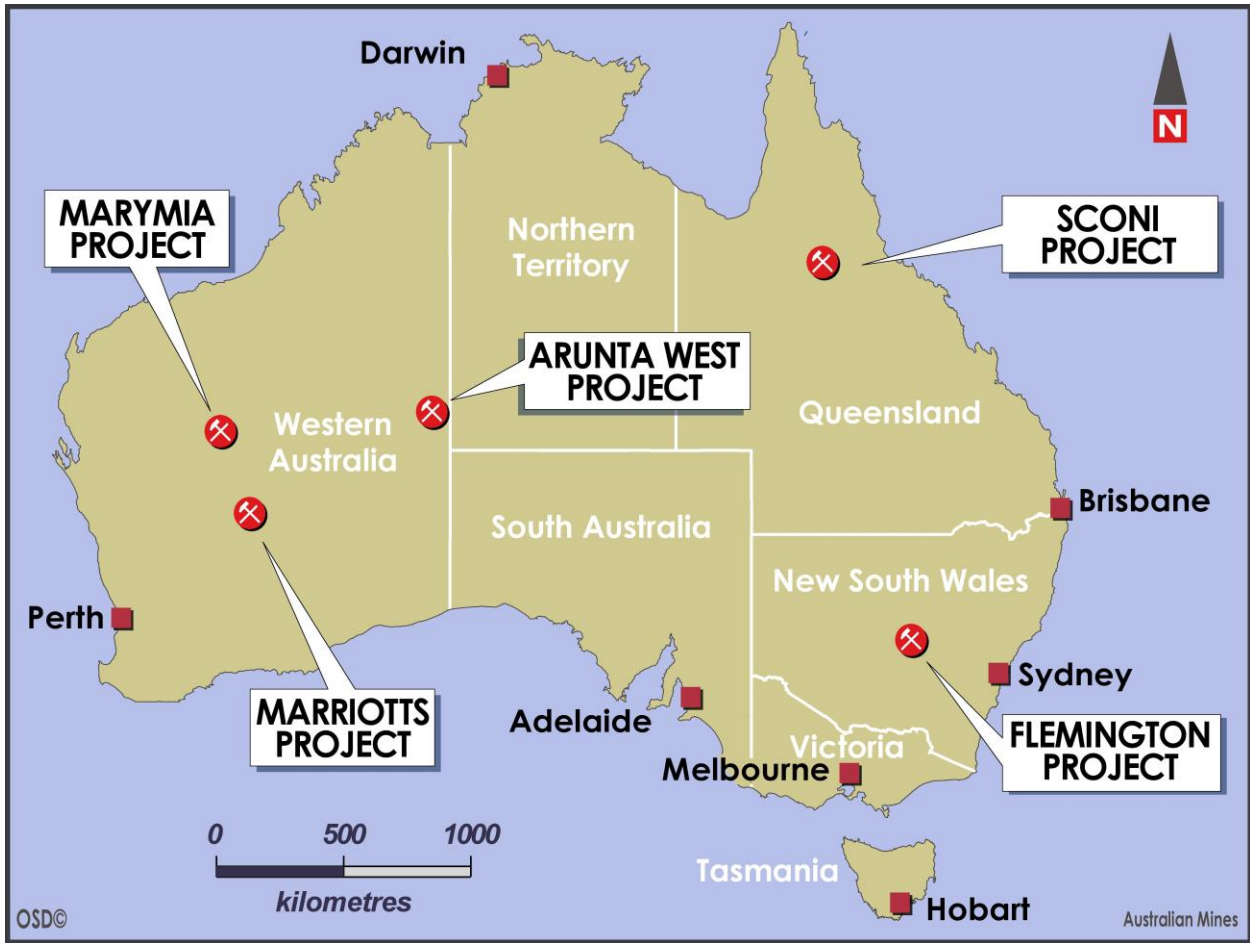 Darwin
N
MARYMIA
PROJECT
SCONI
PROJECT
Northern
Territory
ARUNTA WEST
PROJECT
Western
Australia
Queensland
South Australia
Brisbane
New South Wales
Perth
Sydney
MARRIOTTS
PROJECT
Adelaide
FLEMINGTON
PROJECT
Victoria
Melbourne
0 500 1000
kilometres
Tasmania
Hobart
OSD©
Australian Mines